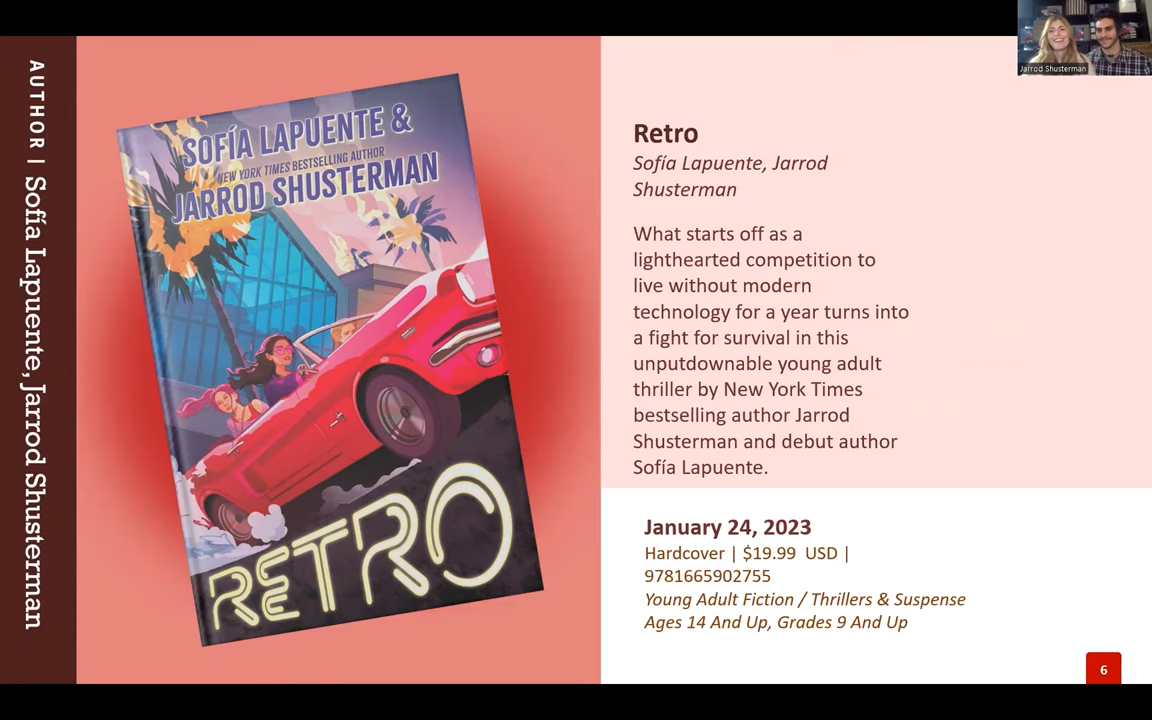 AUTHOR | Sofía Lapuente, Jarrod Shusterman
SOFÍA LAPUENTE &
NEW YORK TIMES BESTSELLING AUTHOR
JARROD SHUSTERMAN
RETRO
Jarrod Shusterman
Retro
Sofía Lapuente, Jarrod
Shusterman
What starts off as a
lighthearted competition to
live without modern
technology for a year turns into
a fight for survival in this
unputdownable young adult
thriller by New York Times
bestselling author Jarrod
Shusterman and debut author
Sofía Lapuente.
January 24, 2023
Hardcover | $19.99 USD |
9781665902755
Young Adult Fiction / Thrillers & Suspense
Ages 14 And Up, Grades 9 And Up
6